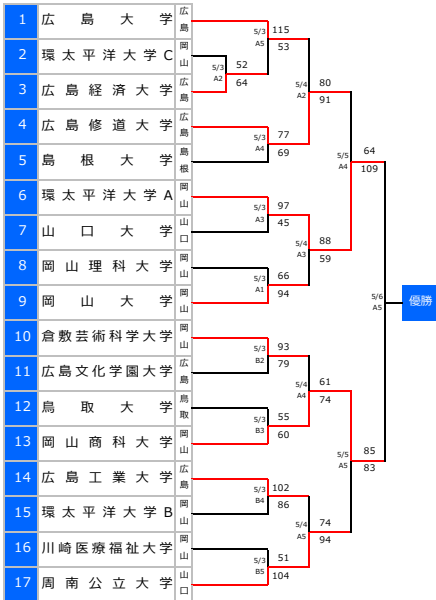 1 広島大学 広島
2 環太平洋大学C 岡山
3 広島経済大学 広島
4 広島修道大学 広島
5 島根大学 島根
6 環太平洋大学A 岡山
7 山口大学 山口
8 岡山理科大学 岡山
9 岡山大学 岡山
10 倉敷芸術科学大学 岡山
11 広島文化学園大学 広島
12 鳥取大学 鳥取
13 岡山商科大学 岡山
14 広島工業大学 広島
15 環太平洋大学B 岡山
16 川崎医療福祉大学 岡山
17 周南公立大学 山口
5/3 A2 52 64
5/3 A5 115 53
5/3 A4 77 69
5/3 A3 97 45
5/3 A1 66 94
5/3 B2 93 79
5/3 B3 55 60
5/3 B4 102 86
5/3 B5 51 104
5/4 A2 80 91
5/4 A3 88 59
5/4 A4 61 74
5/4 A5 74 94
5/5 A4 64 109
5/5 A5 85 83
5/6 A5
優勝